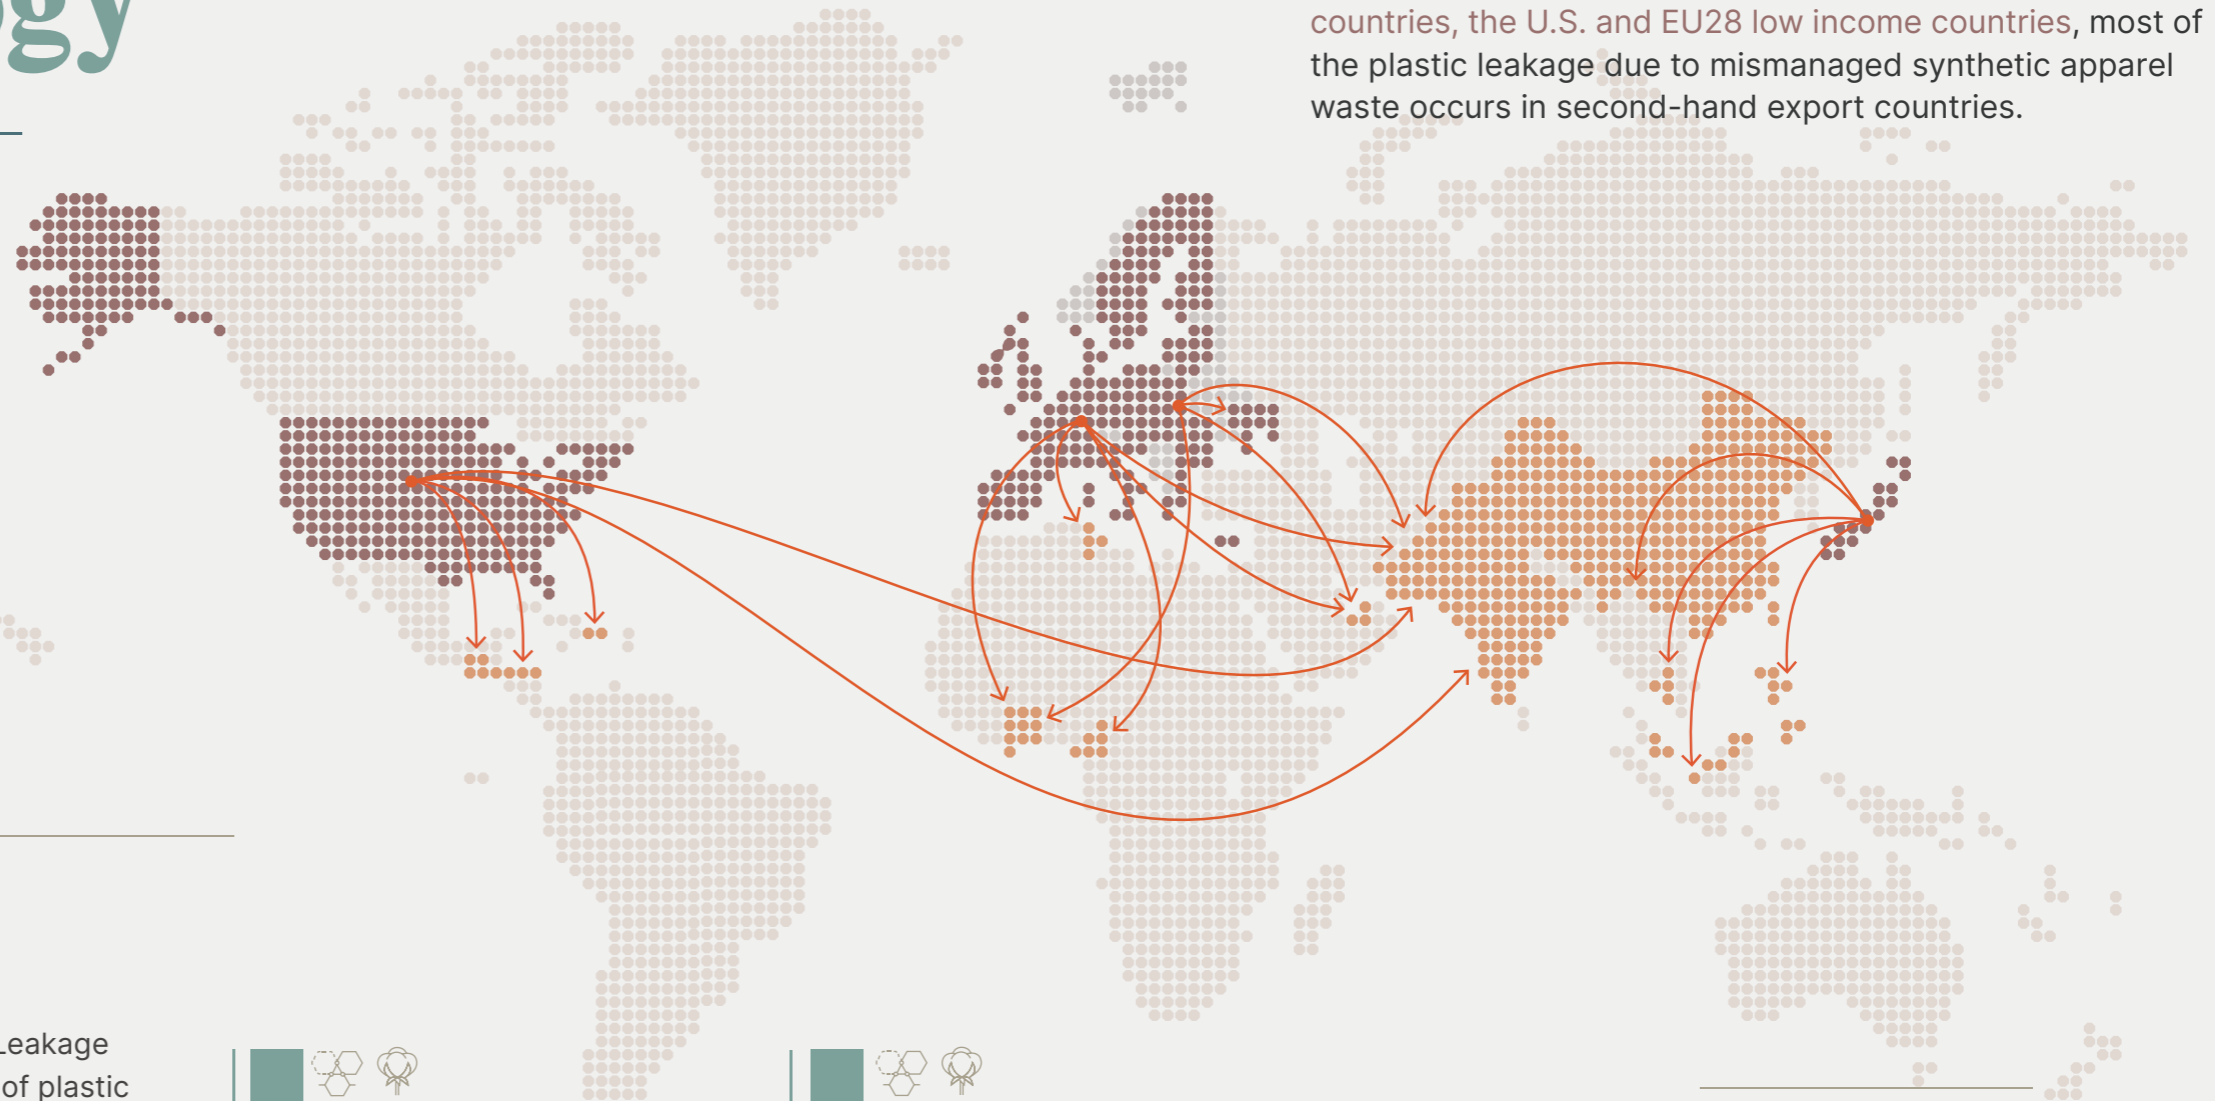 ogy
countries, the U.S. and EU28 low income countries, most of
the plastic leakage due to mismanaged synthetic apparel
waste occurs in second-hand export countries.
Leakage
of plastic